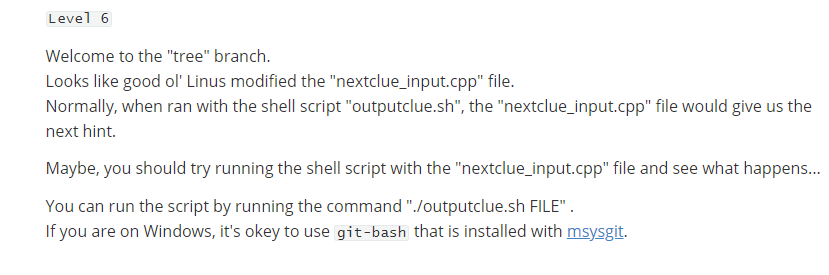 Level 6
Welcome to the "tree" branch.
Looks like good ol' Linus modified the "nextclue_input.cpp" file.
Normally, when ran with the shell script "outputclue.sh", the "nextclue_input.cpp" file would give us the
next hint.
Maybe, you should try running the shell script with the "nextclue_input.cpp" file and see what happens...
You can run the script by running the command "./outputclue.sh FILE" .
If you are on Windows, it's okey to use git-bash that is installed with msysgit.